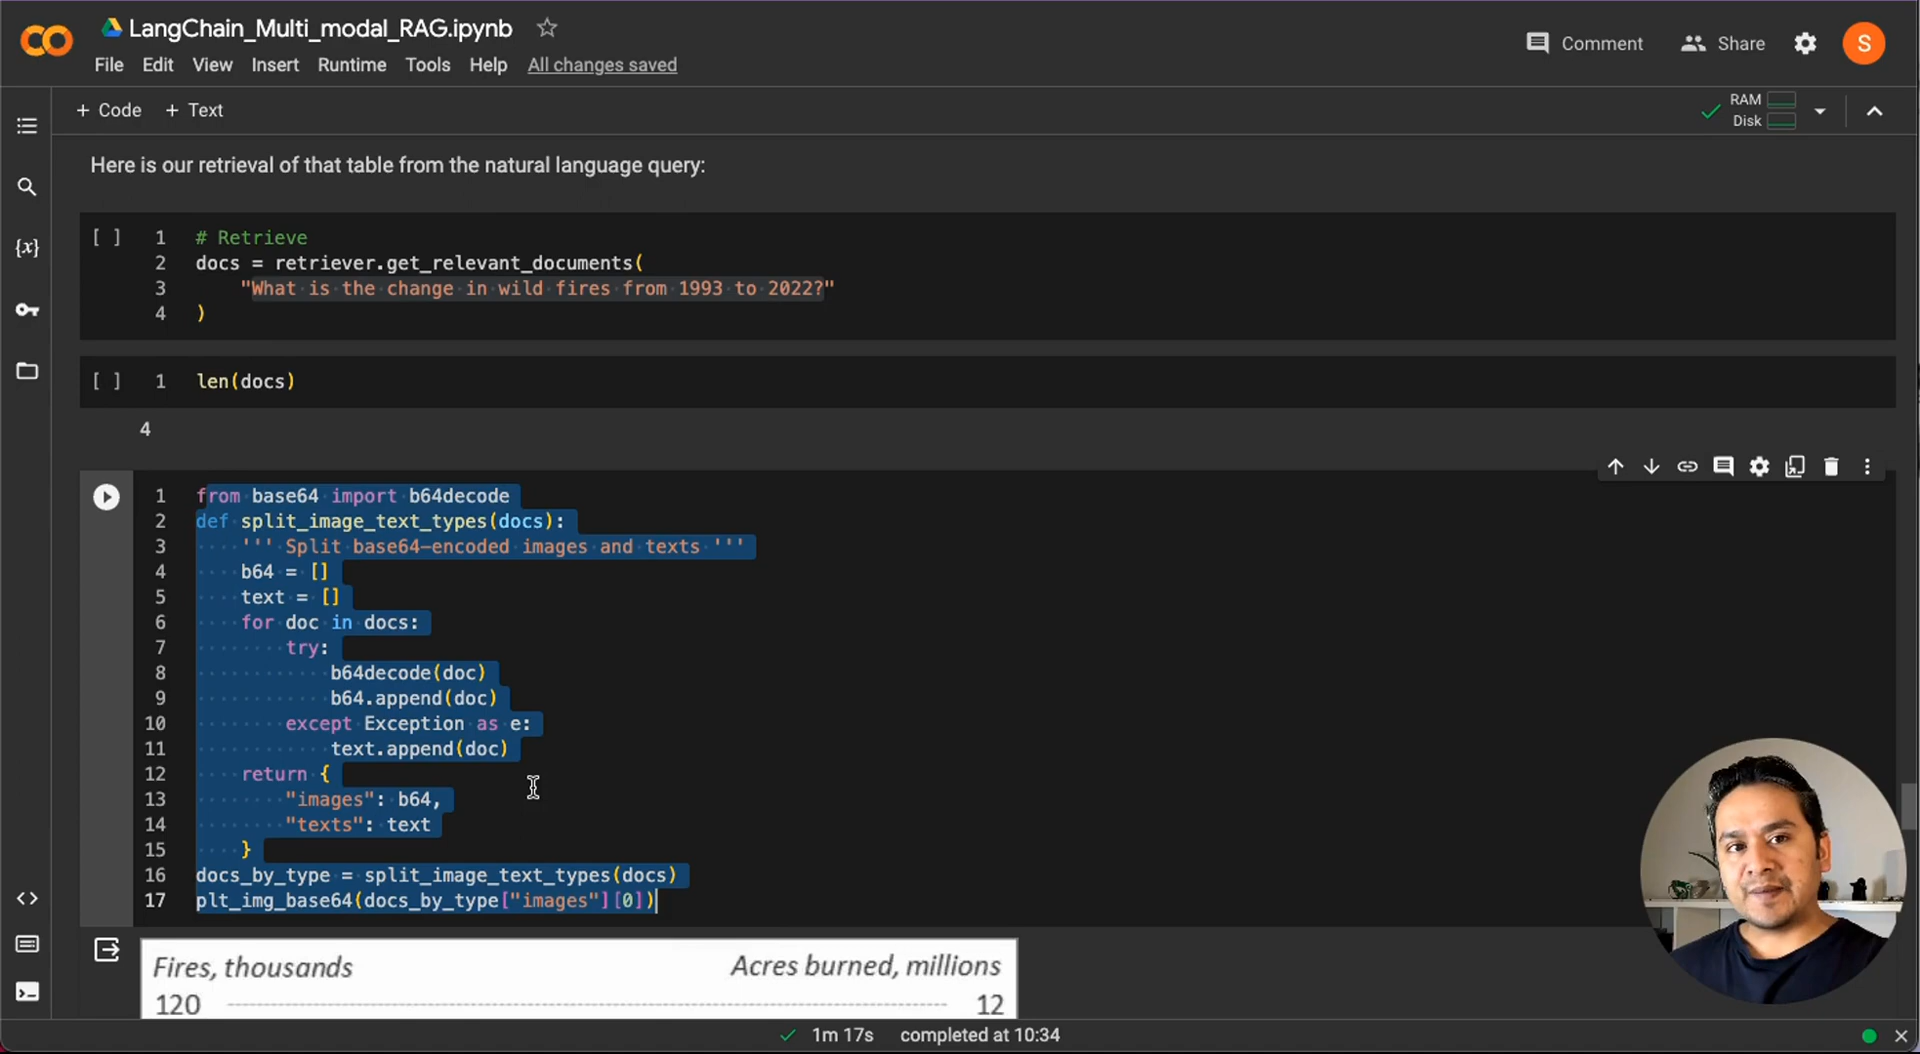 LangChain_Multi_modal_RAG.ipynb
Comment
Share
S
File Edit View Insert Runtime Tools Help All changes saved
+ Code + Text
RAM
Disk
Here is our retrieval of that table from the natural language query:
[ ] 1 # Retrieve
2 docs = retriever.get_relevant_documents(
3 "What is the change in wild fires from 1993 to 2022?"
4 )
[ ] 1 len(docs)
4
1 from base64 import b64decode
2 def split_image_text_types(docs):
3 ''' Split base64-encoded images and texts '''
4 b64 = []
5 text = []
6 for doc in docs:
7 try:
8 b64decode(doc)
9 b64.append(doc)
10 except Exception as e:
11 text.append(doc)
12 return {
13 "images": b64,
14 "texts": text
15 }
16 docs_by_type = split_image_text_types(docs)
17 plt_img_base64(docs_by_type["images"][0])
Fires, thousands Acres burned, millions
120 12
1m 17s completed at 10:34